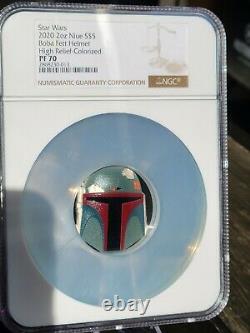 Star Wars
2020 2oz Niue S$5
Boba Fett Helmet
High Relief-Colorized
PF 70
NGC
NUMISMATIC GUARANTY CORPORATION